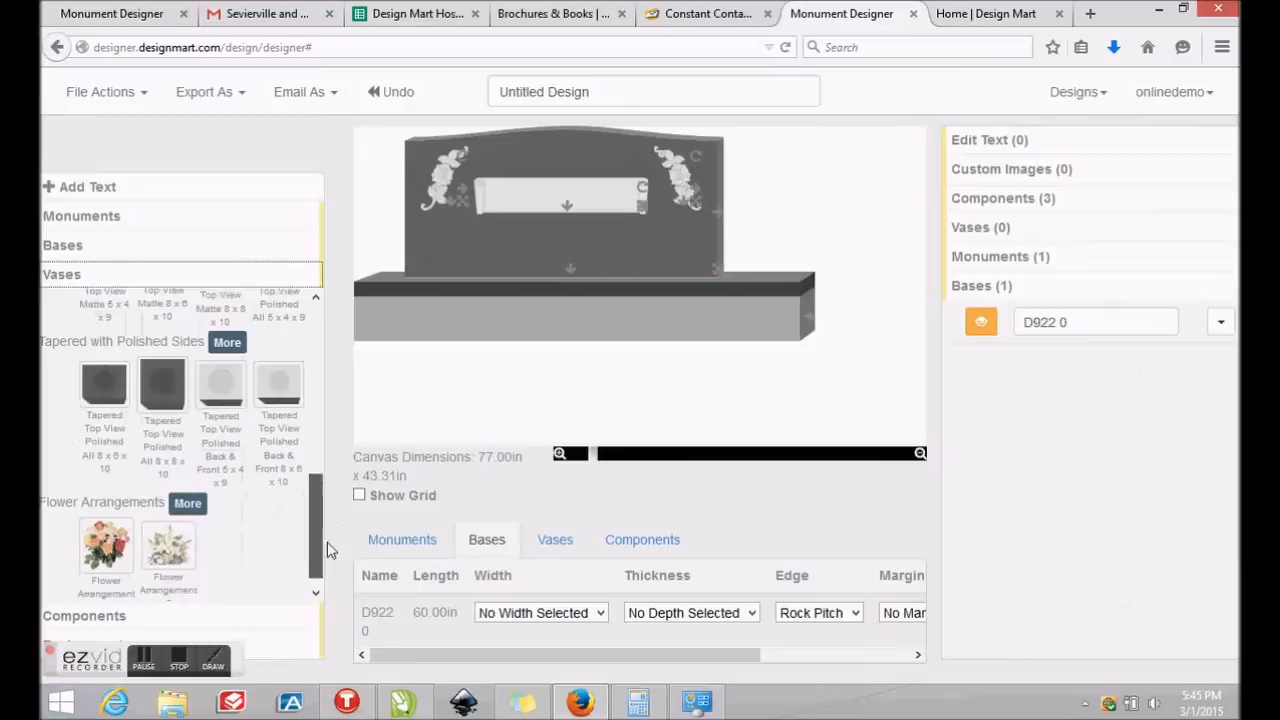 Monument Designer
Sevierville and ...
Design Mart Hos...
Brochures & Books | ...
Constant Conta...
Monument Designer
Home | Design Mart
designer.designmart.com/design/designer#
Search
File Actions
Export As
Email As
Undo
Untitled Design
Designs
onlinedemo
Add Text
Monuments
Bases
Vases
Top View Matte 5 x 4 x 9
Top View Matte 8 x 6 x 10
Top View Matte 8 x 8 x 10
Top View Polished All 5 x 4 x 9
Tapered with Polished Sides More
Tapered Top View Polished All 8 x 6 x 10
Tapered Top View Polished All 8 x 8 x 10
Tapered Top View Polished Back & Front 5 x 4 x 9
Tapered Top View Polished Back & Front 8 x 6 x 10
Flower Arrangements More
Flower Arrangement
Flower Arrangements
Components
ezvid
RECORDER
PAUSE
STOP
DRAW
Canvas Dimensions: 77.00in
x 43.31in
Show Grid
Monuments Bases Vases Components
Name Length Width Thickness Edge Margin
D922 0 60.00in No Width Selected No Depth Selected Rock Pitch No Mar
Edit Text (0)
Custom Images (0)
Components (3)
Vases (0)
Monuments (1)
Bases (1)
D922 0
5:45 PM
3/1/2015